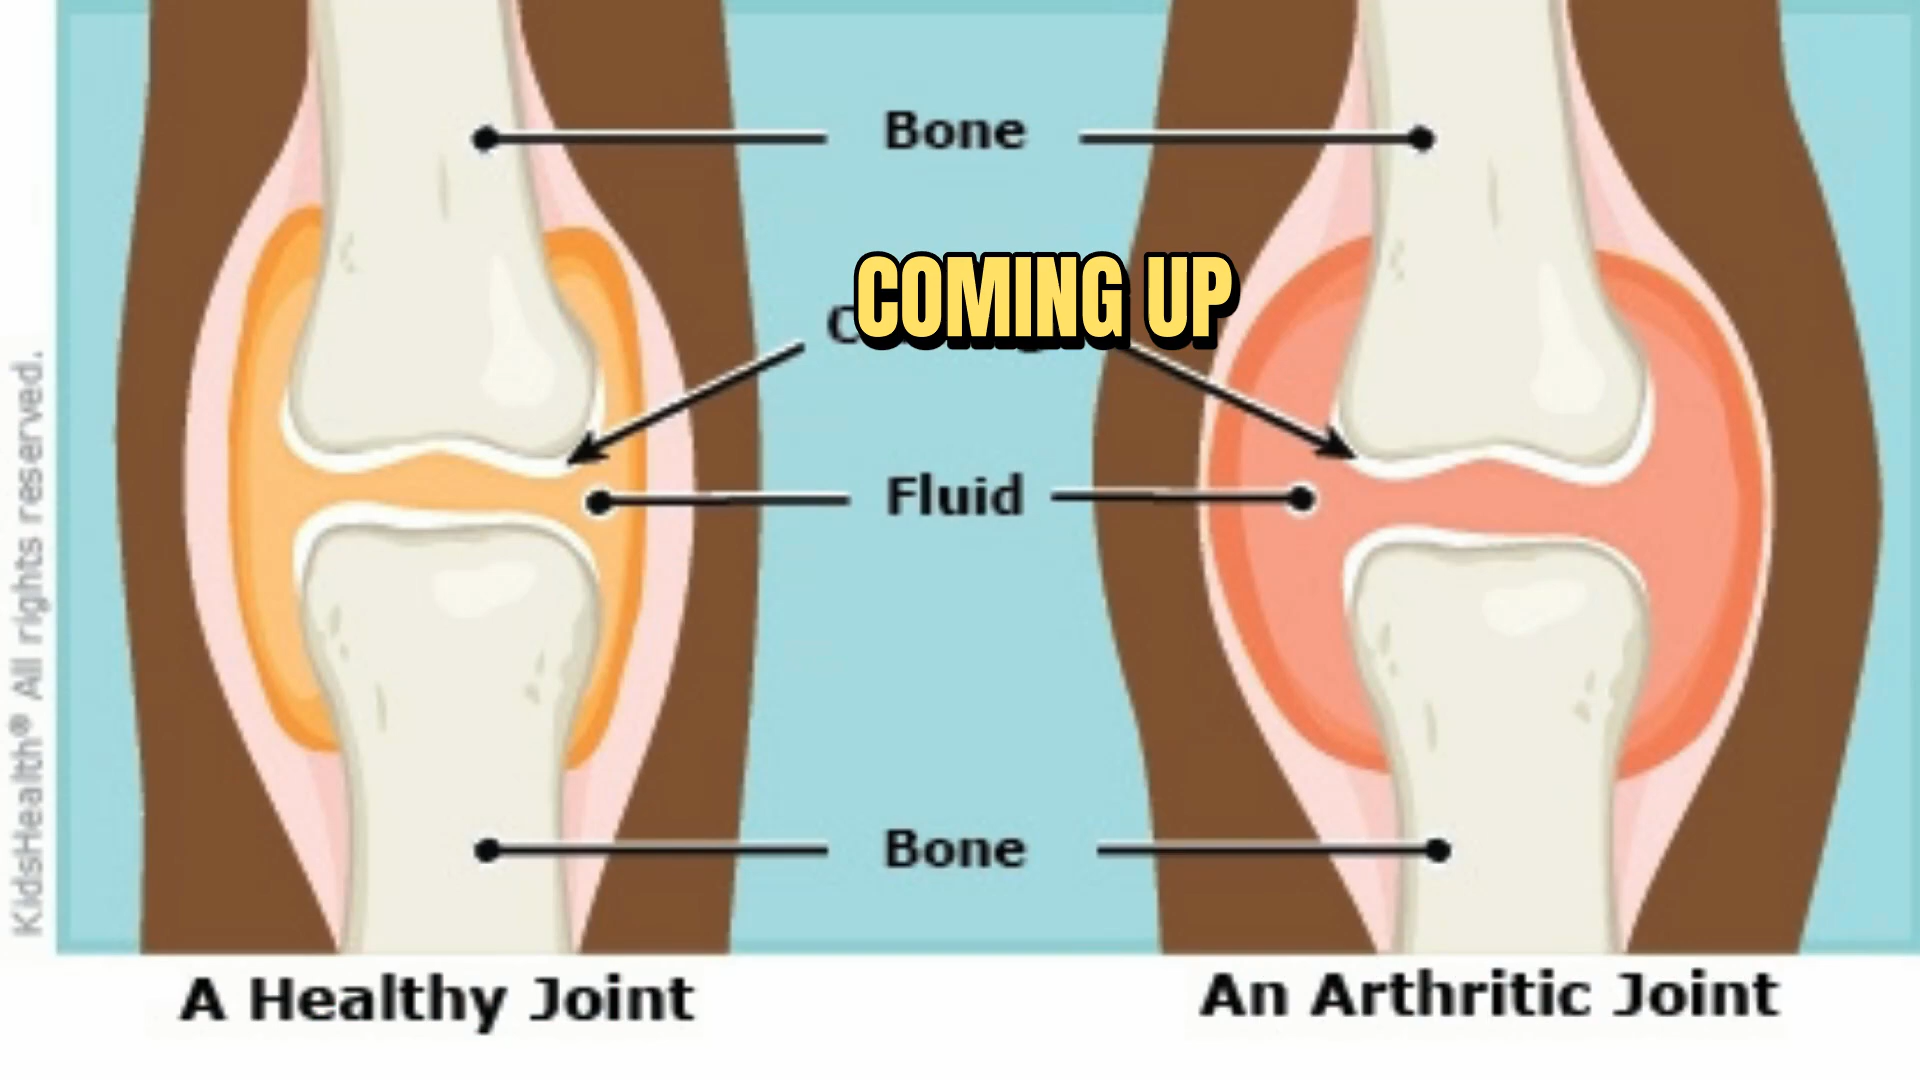 Bone
COMING UP
Fluid
Bone
A Healthy Joint
An Arthritic Joint
KidsHealth® All rights reserved.